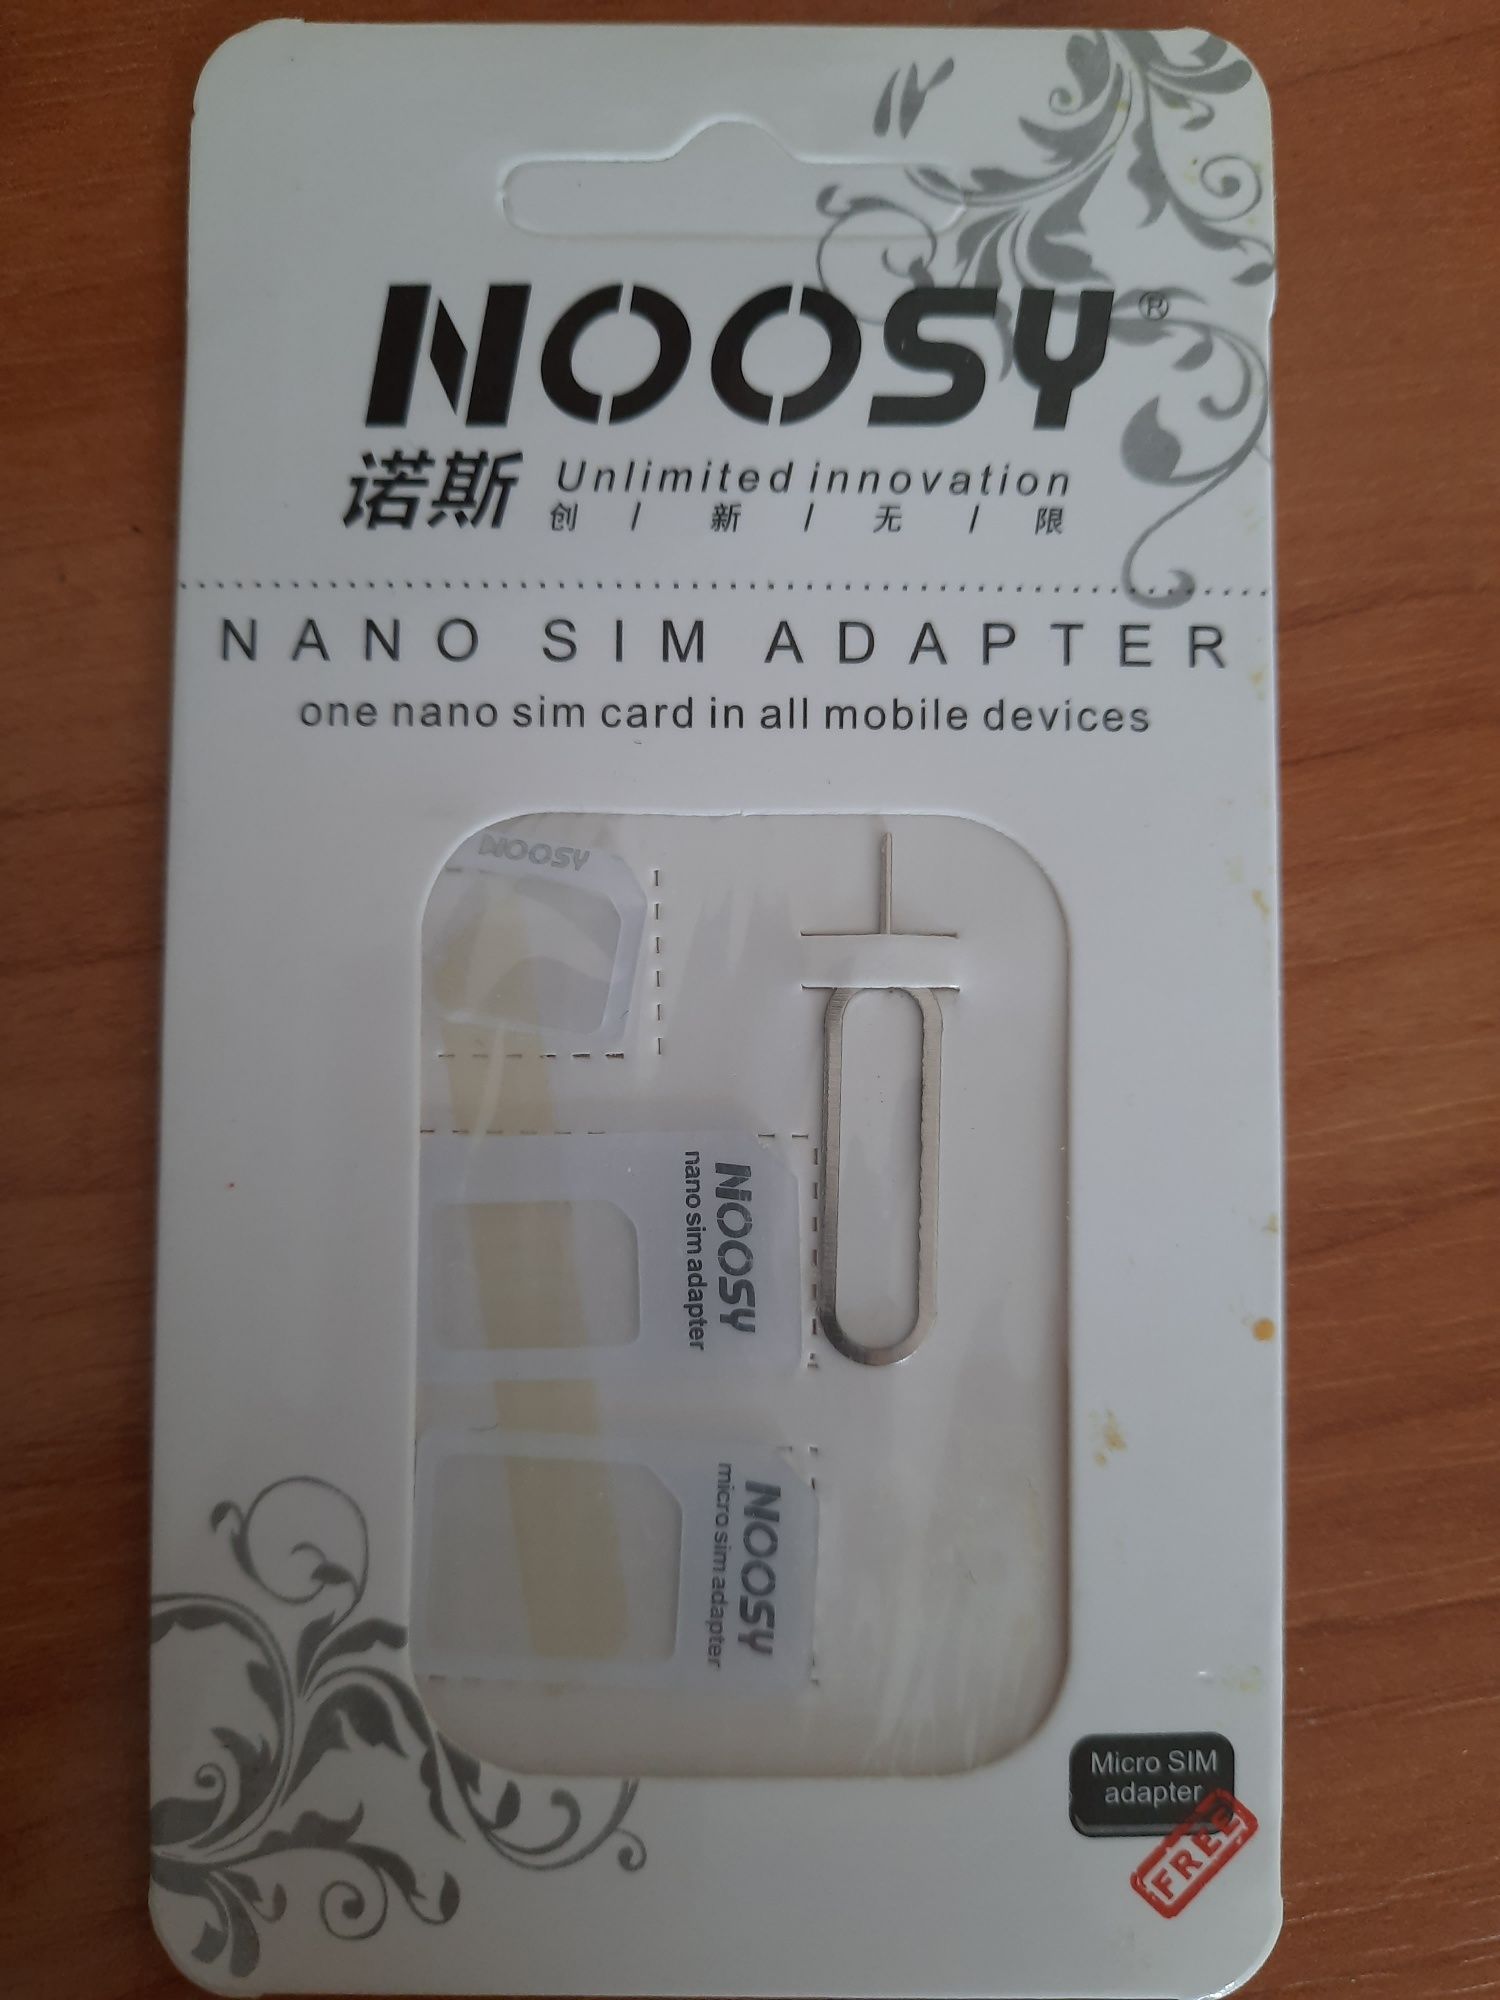 NOOSY®
诺斯 Unlimited innovation
创 / 新 / 无 / 限
NANO SIM ADAPTER
one nano sim card in all mobile devices
NOOSY
NOOSY
nano sim adapter
NOOSY
micro sim adapter
Micro SIM
adapter
FREE